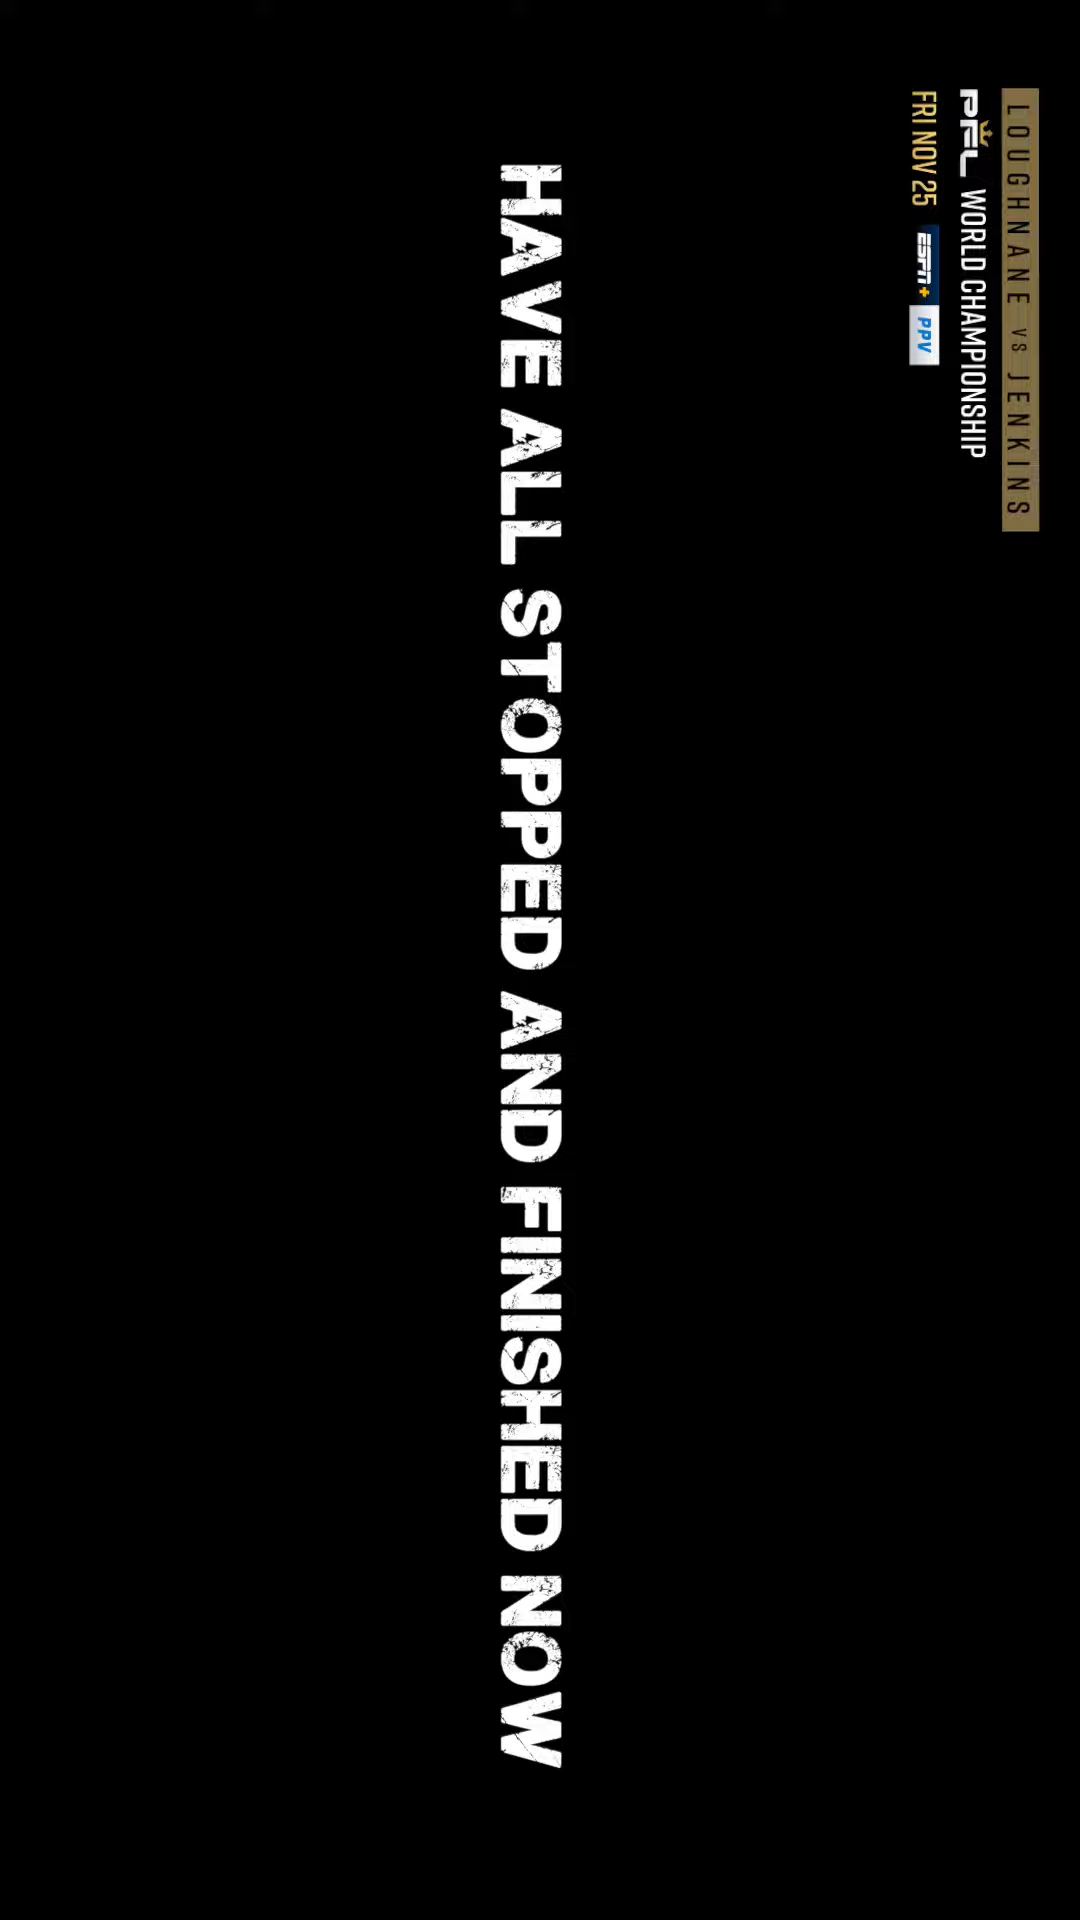 LOUGHNANE VS JENKINS
PFL WORLD CHAMPIONSHIP
FRI NOV 25 ESPN+ PPV
HAVE ALL STOPPED AND FINISHED NOW